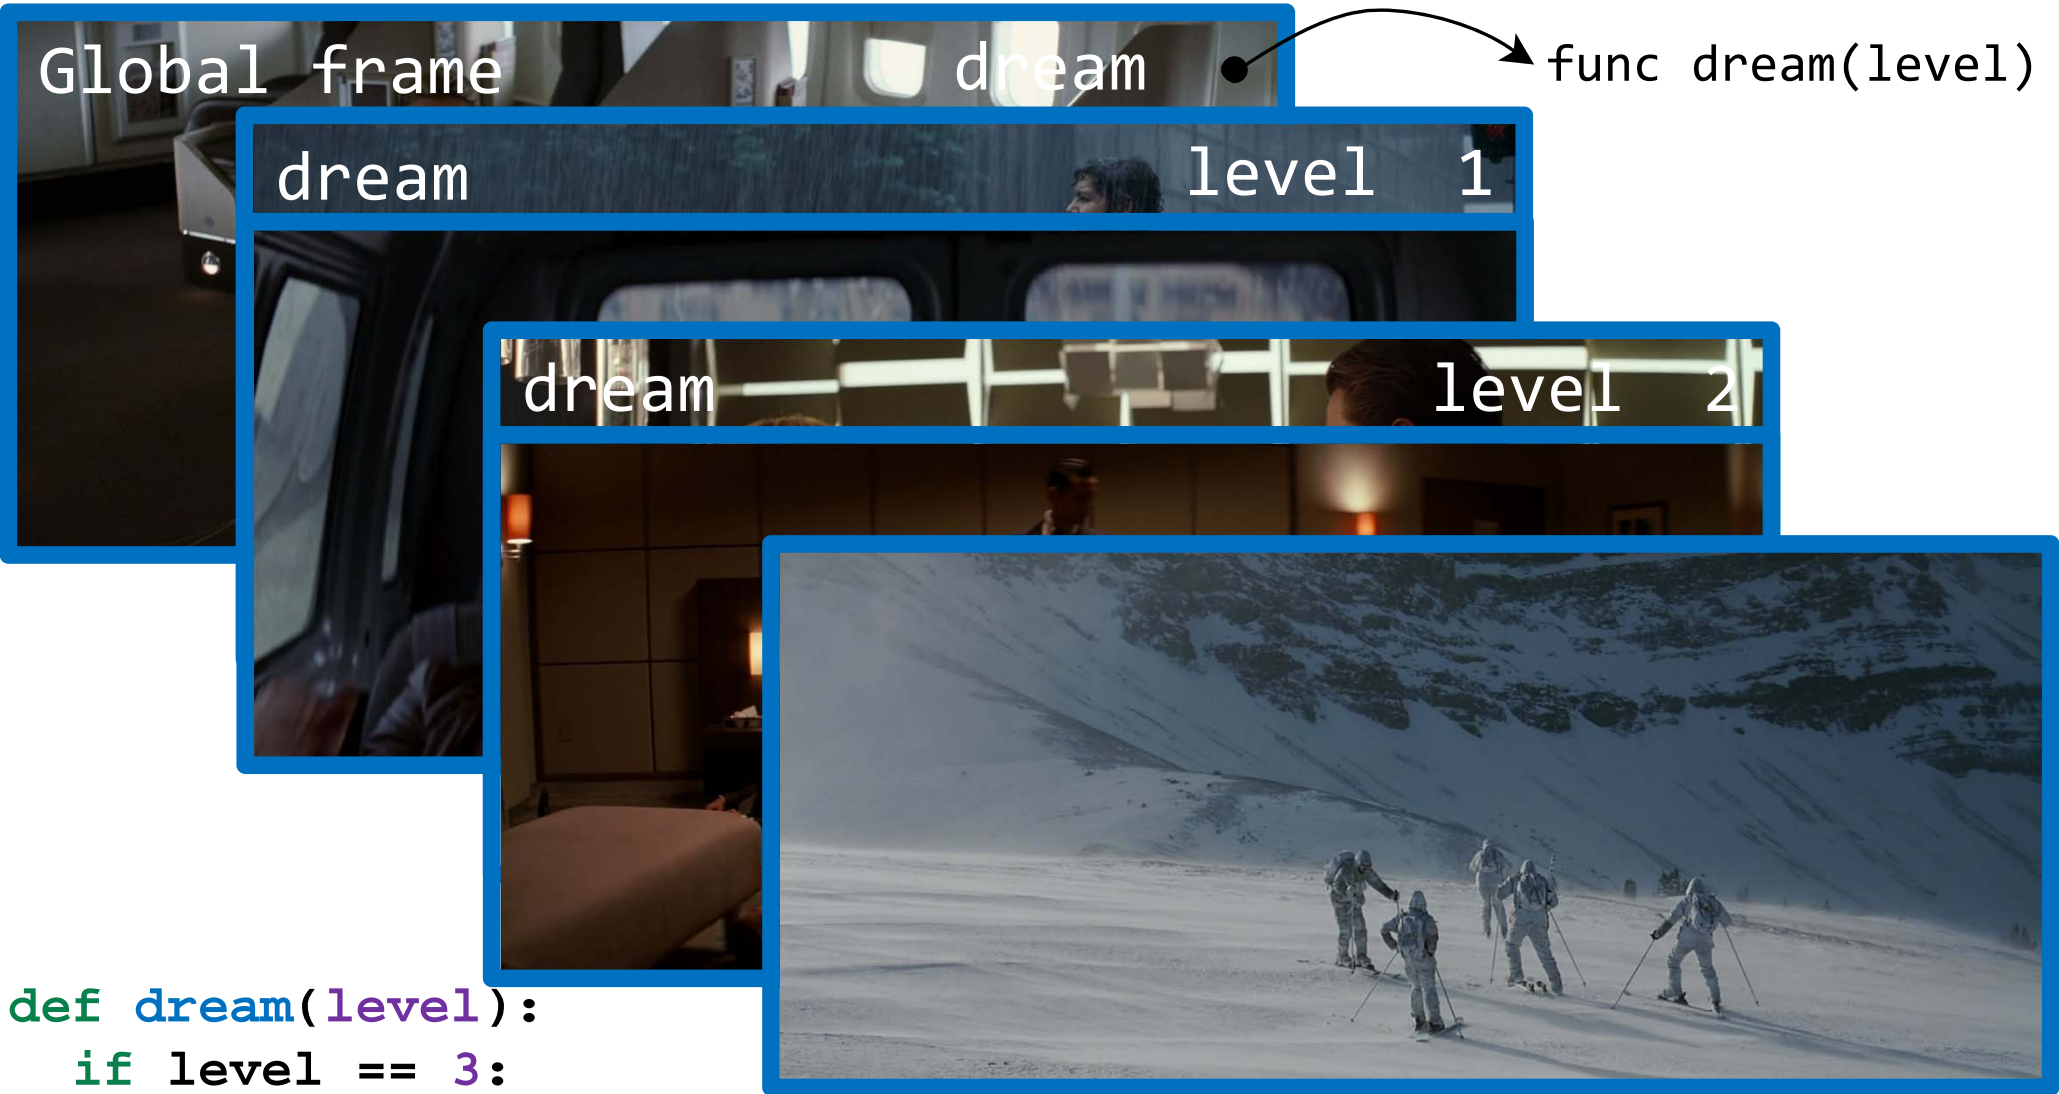 Global frame dream func dream(level)
dream level 1
dream level 2
def dream(level):
if level == 3: